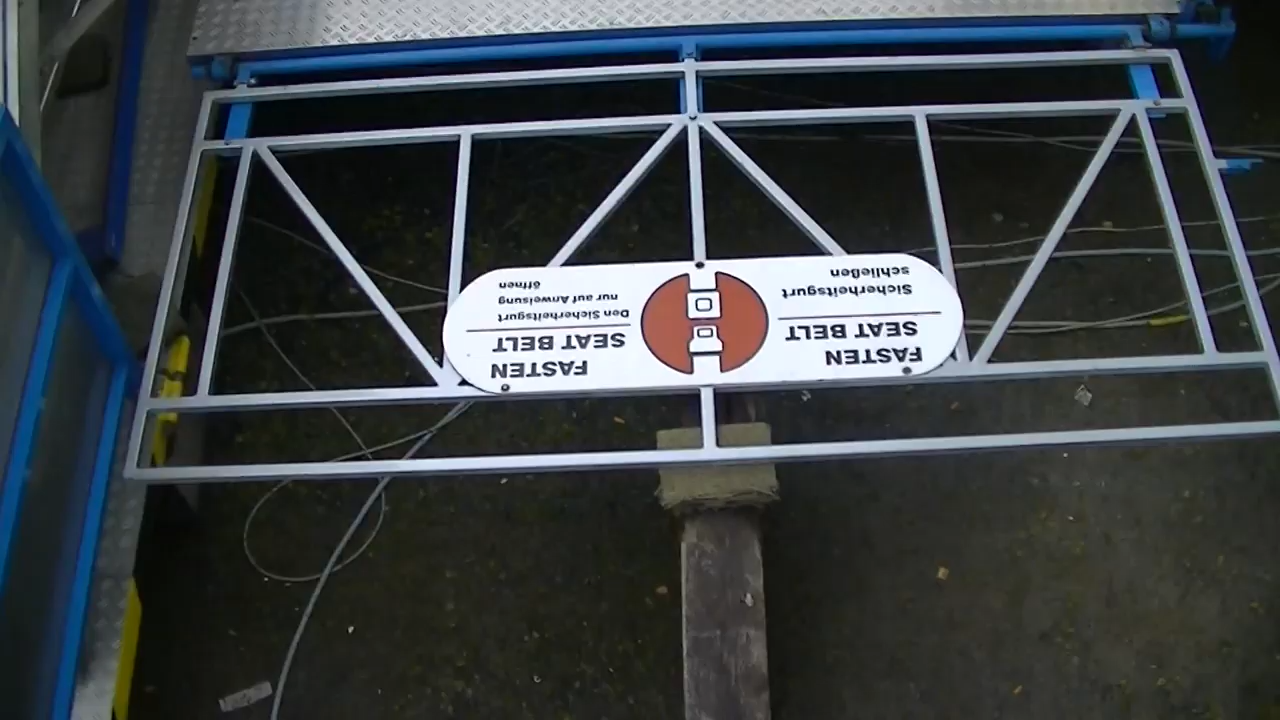 FASTEN
SEAT BELT
Sicherheitsgurt
schließen
FASTEN
SEAT BELT
Den Sicherheitsgurt
nur auf Anweisung
öffnen